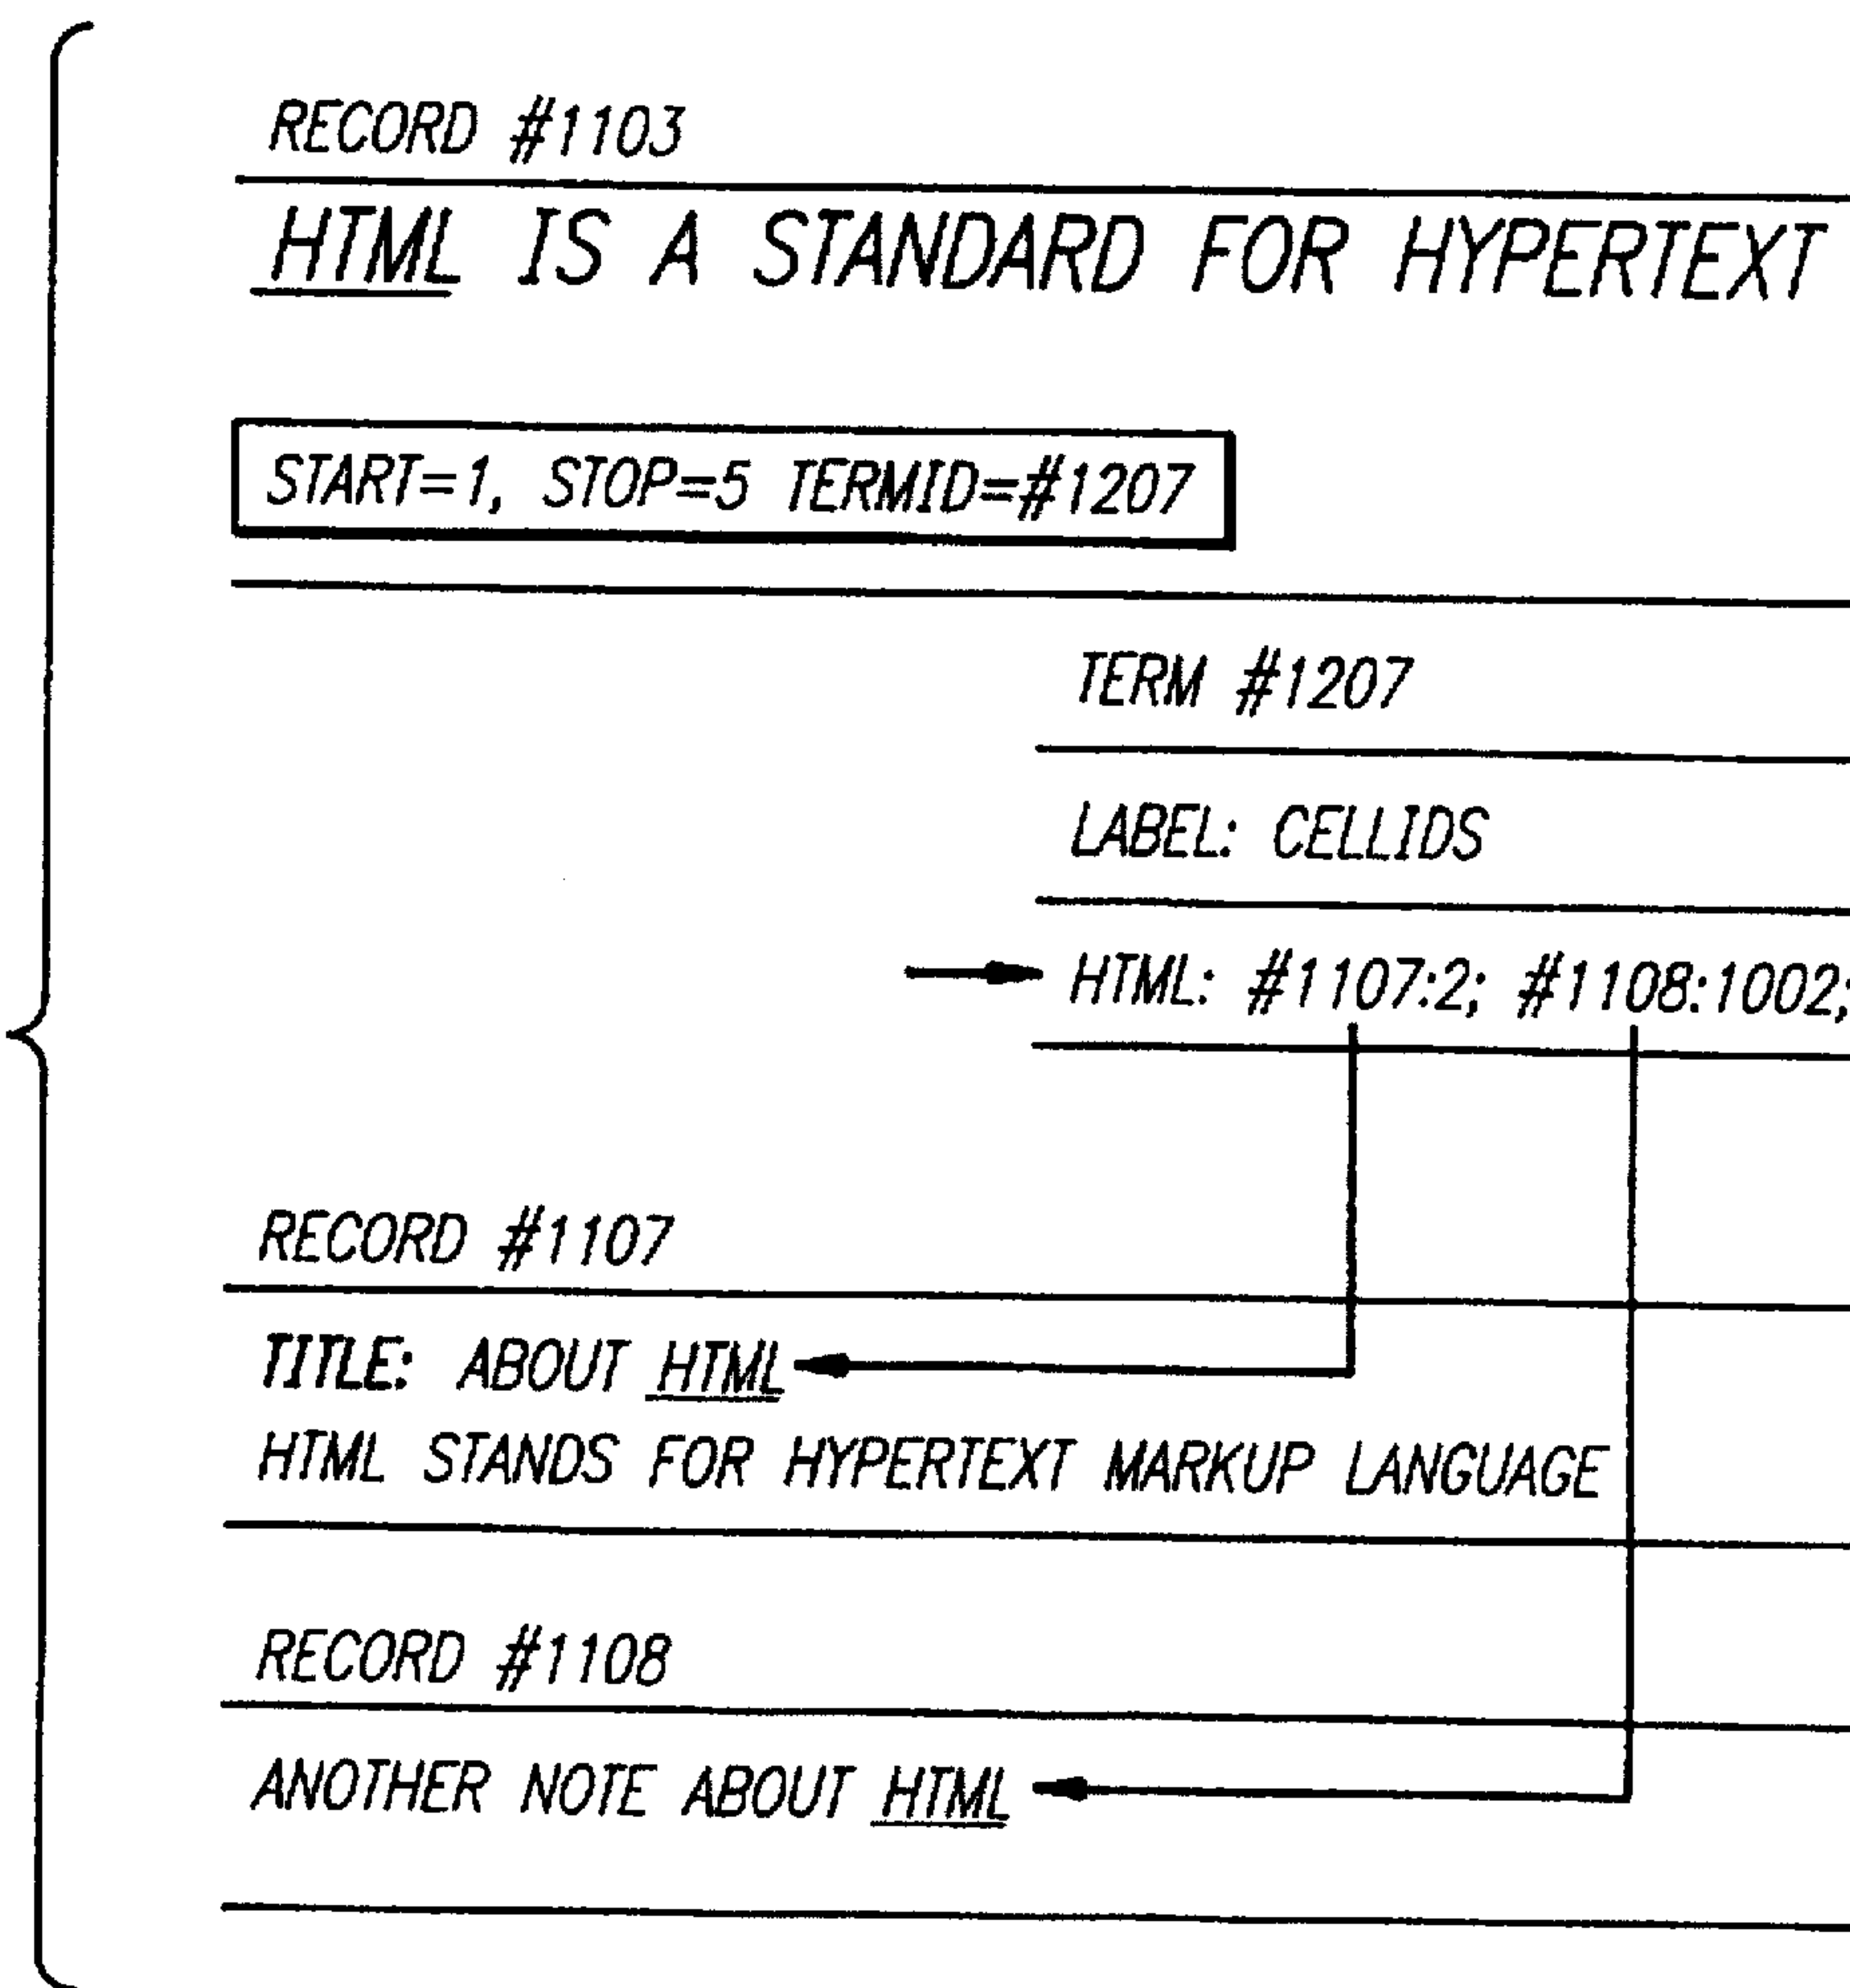 RECORD #1103
HTML IS A STANDARD FOR HYPERTEXT
START=1, STOP=5 TERMID=#1207
TERM #1207
LABEL: CELLIDS
HTML: #1107:2; #1108:1002;
RECORD #1107
TITLE: ABOUT HTML
HTML STANDS FOR HYPERTEXT MARKUP LANGUAGE
RECORD #1108
ANOTHER NOTE ABOUT HTML